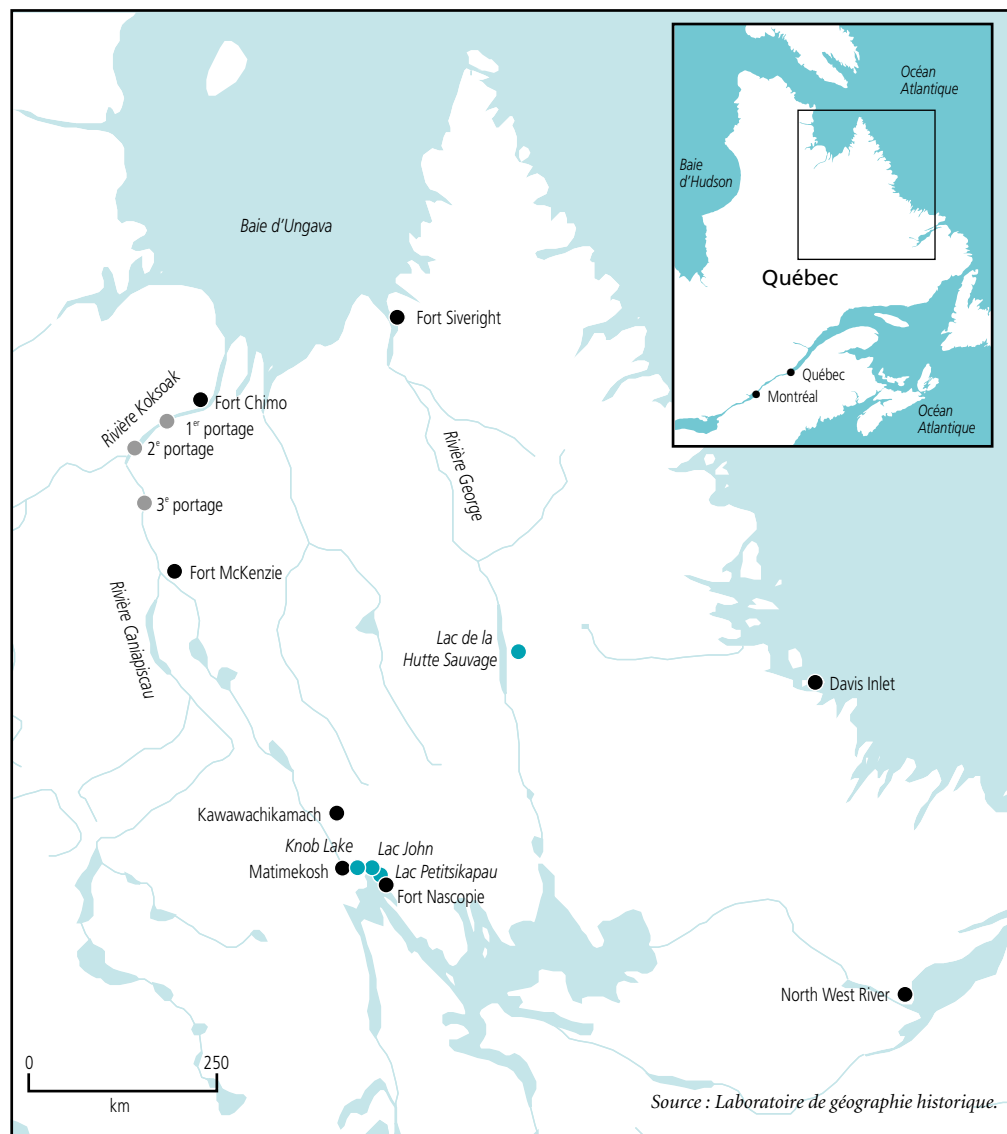 Océan
Atlantique
Baie
d'Hudson
Québec
Québec
Montréal
Océan
Atlantique
Baie d'Ungava
Fort Siveright
Rivière Koksoak
Fort Chimo
1er portage
2e portage
3e portage
Rivière George
Fort McKenzie
Rivière Caniapiscau
Lac de la
Hutte Sauvage
Davis Inlet
Kawawachikamach
Knob Lake
Lac John
Matimekosh
Lac Petitsikapau
Fort Nascopie
North West River
0
250
km
Source : Laboratoire de géographie historique.